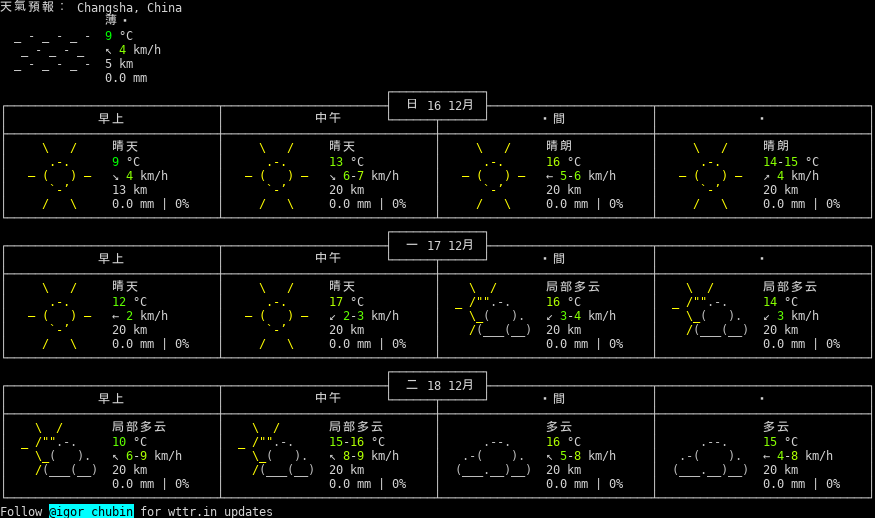 天氣預報： Changsha, China
薄・
9 °C
↖ 4 km/h
5 km
0.0 mm
日 16 12月
早上 中午 ・間 ・
晴天 晴天 晴朗 晴朗
9 °C 13 °C 16 °C 14-15 °C
↘ 4 km/h ↘ 6-7 km/h ← 5-6 km/h ↗ 4 km/h
13 km 20 km 20 km 20 km
0.0 mm | 0% 0.0 mm | 0% 0.0 mm | 0% 0.0 mm | 0%
一 17 12月
早上 中午 ・間 ・
晴天 晴天 局部多云 局部多云
12 °C 17 °C 16 °C 14 °C
← 2 km/h ↙ 2-3 km/h ↙ 3-4 km/h ↙ 3 km/h
20 km 20 km 20 km 20 km
0.0 mm | 0% 0.0 mm | 0% 0.0 mm | 0% 0.0 mm | 0%
二 18 12月
早上 中午 ・間 ・
局部多云 局部多云 多云 多云
10 °C 15-16 °C 16 °C 15 °C
↖ 6-9 km/h ↖ 8-9 km/h ↖ 5-8 km/h ← 4-8 km/h
20 km 20 km 20 km 20 km
0.0 mm | 0% 0.0 mm | 0% 0.0 mm | 0% 0.0 mm | 0%
Follow @igor_chubin for wttr.in updates